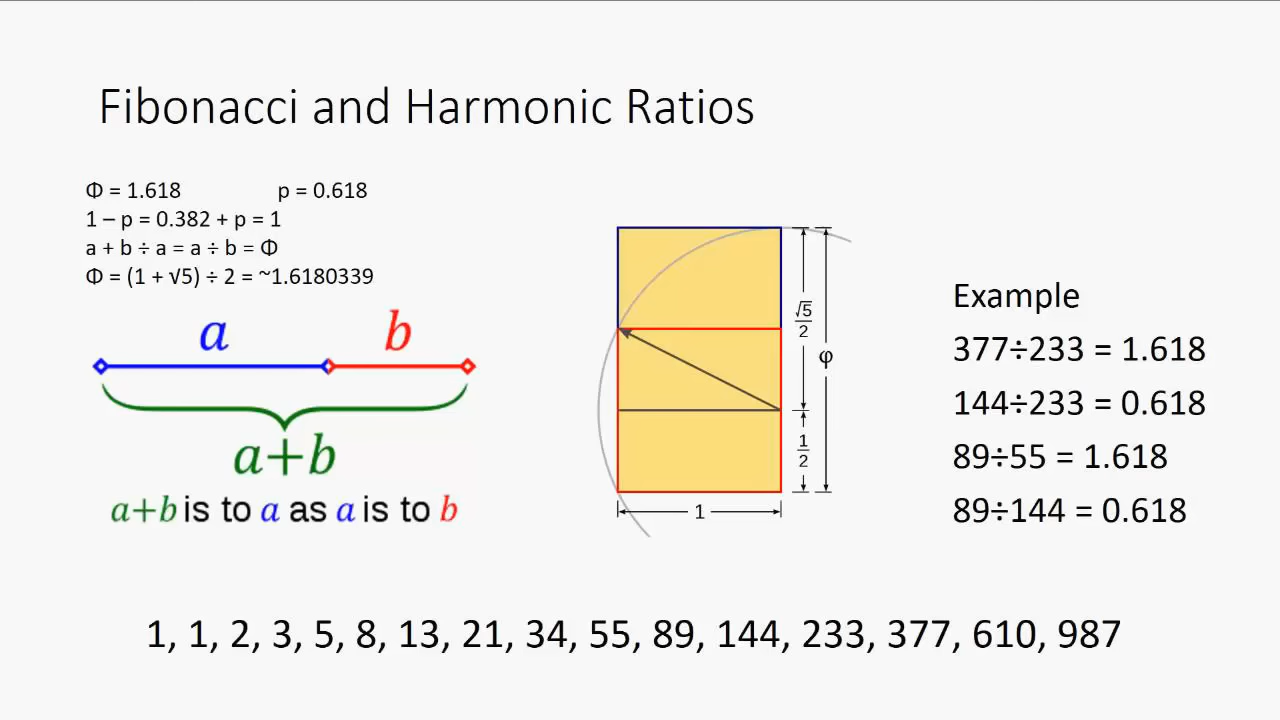 Fibonacci and Harmonic Ratios
Φ = 1.618 p = 0.618
1 – p = 0.382 + p = 1
a + b ÷ a = a ÷ b = Φ
Φ = (1 + √5) ÷ 2 = ~1.6180339
a b
a+b
a+b is to a as a is to b
√5
2
φ
1
2
1
Example
377÷233 = 1.618
144÷233 = 0.618
89÷55 = 1.618
89÷144 = 0.618
1, 1, 2, 3, 5, 8, 13, 21, 34, 55, 89, 144, 233, 377, 610, 987